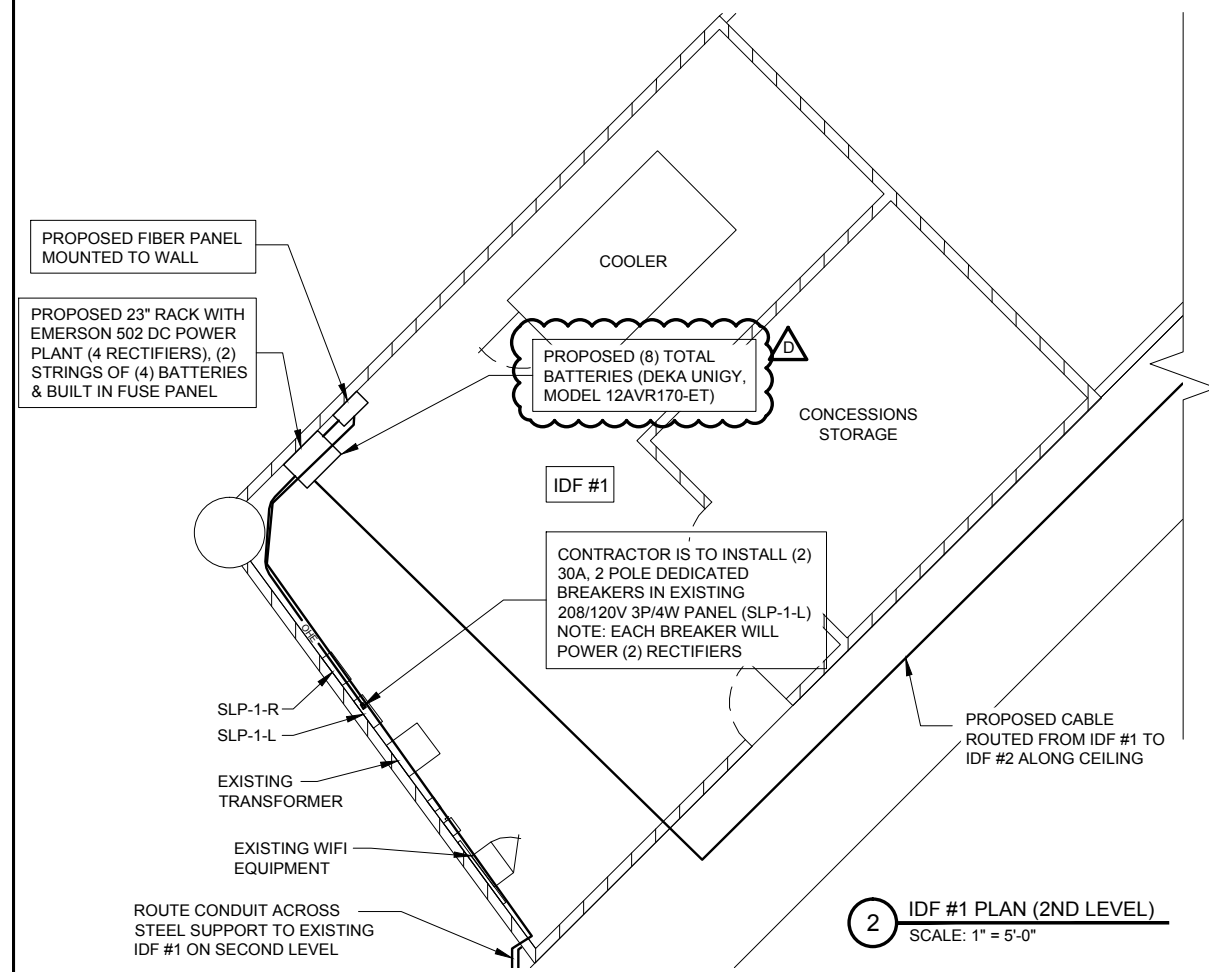 PROPOSED FIBER PANEL
MOUNTED TO WALL
PROPOSED 23" RACK WITH
EMERSON 502 DC POWER
PLANT (4 RECTIFIERS), (2)
STRINGS OF (4) BATTERIES
& BUILT IN FUSE PANEL
COOLER
PROPOSED (8) TOTAL
BATTERIES (DEKA UNIGY,
MODEL 12AVR170-ET)
D
CONCESSIONS
STORAGE
IDF #1
CONTRACTOR IS TO INSTALL (2)
30A, 2 POLE DEDICATED
BREAKERS IN EXISTING
208/120V 3P/4W PANEL (SLP-1-L)
NOTE: EACH BREAKER WILL
POWER (2) RECTIFIERS
OHE
SLP-1-R
SLP-1-L
EXISTING
TRANSFORMER
EXISTING WIFI
EQUIPMENT
ROUTE CONDUIT ACROSS
STEEL SUPPORT TO EXISTING
IDF #1 ON SECOND LEVEL
PROPOSED CABLE
ROUTED FROM IDF #1 TO
IDF #2 ALONG CEILING
2
IDF #1 PLAN (2ND LEVEL)
SCALE: 1" = 5'-0"